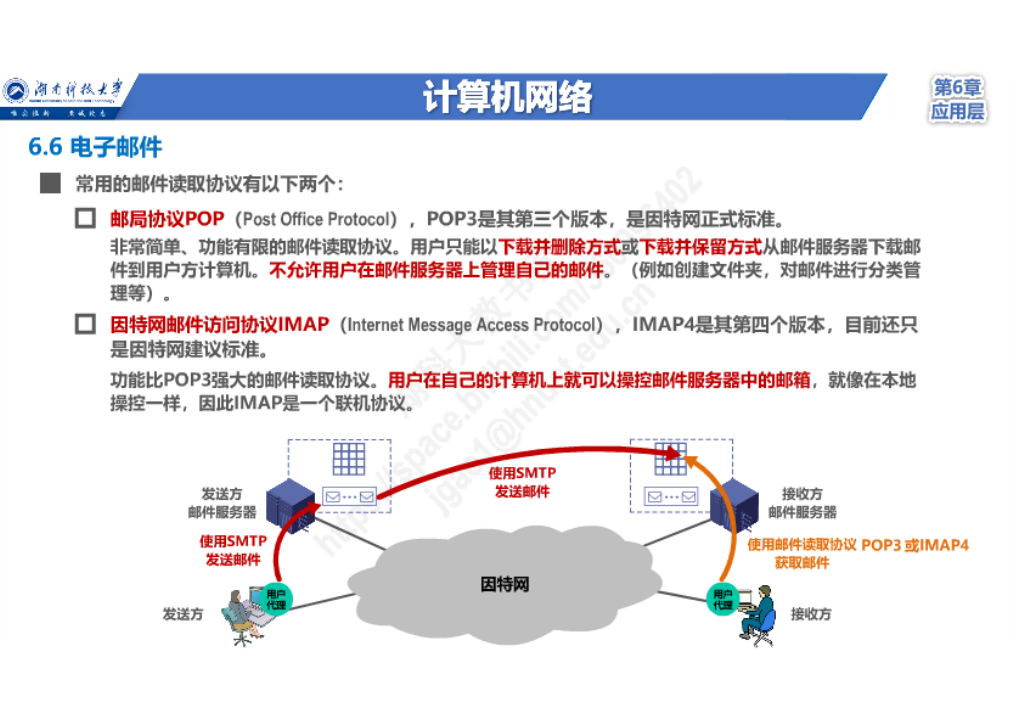 湖南科技大学
计算机网络
第6章
应用层
6.6 电子邮件
常用的邮件读取协议有以下两个：
邮局协议POP（Post Office Protocol），POP3是其第三个版本，是因特网正式标准。
非常简单、功能有限的邮件读取协议。用户只能以下载并删除方式或下载并保留方式从邮件服务器下载邮
件到用户方计算机。不允许用户在邮件服务器上管理自己的邮件。（例如创建文件夹，对邮件进行分类管
理等）。
因特网邮件访问协议IMAP（Internet Message Access Protocol），IMAP4是其第四个版本，目前还只
是因特网建议标准。
功能比POP3强大的邮件读取协议。用户在自己的计算机上就可以操控邮件服务器中的邮箱，就像在本地
操控一样，因此IMAP是一个联机协议。
使用SMTP
发送邮件
发送方
邮件服务器
接收方
邮件服务器
使用SMTP
发送邮件
使用邮件读取协议 POP3 或IMAP4
获取邮件
因特网
用户
代理
用户
代理
发送方
接收方